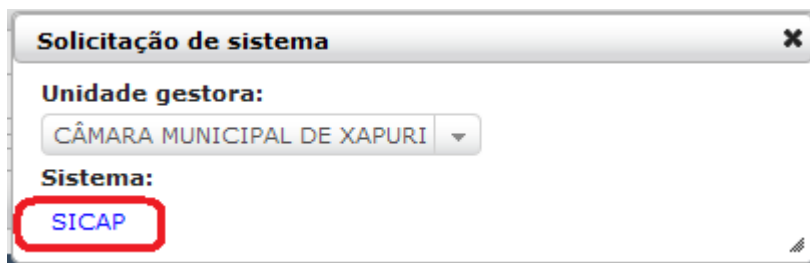 Solicitação de sistema
Unidade gestora:
CÂMARA MUNICIPAL DE XAPURI
Sistema:
SICAP